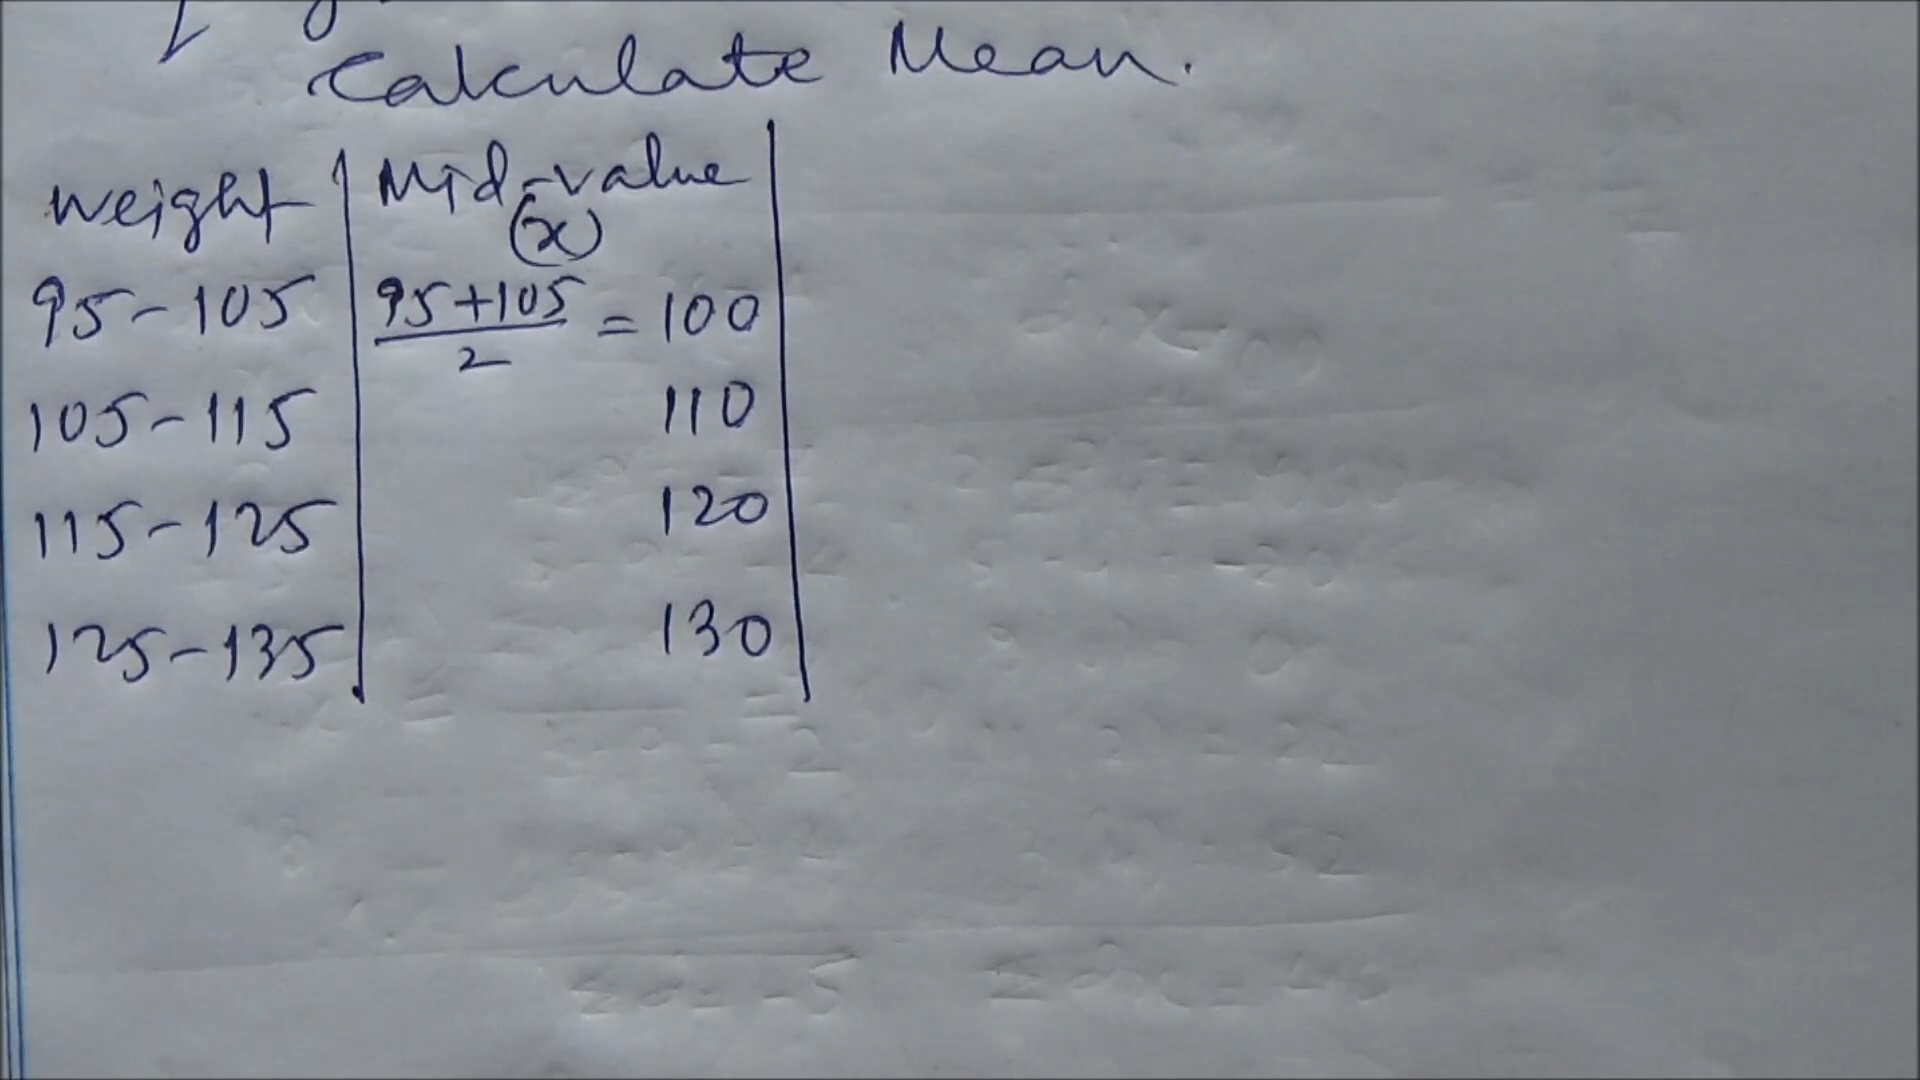 Calculate Mean.
Weight Mid-value
(x)
95-105 95+105/2 = 100
105-115 110
115-125 120
125-135 130